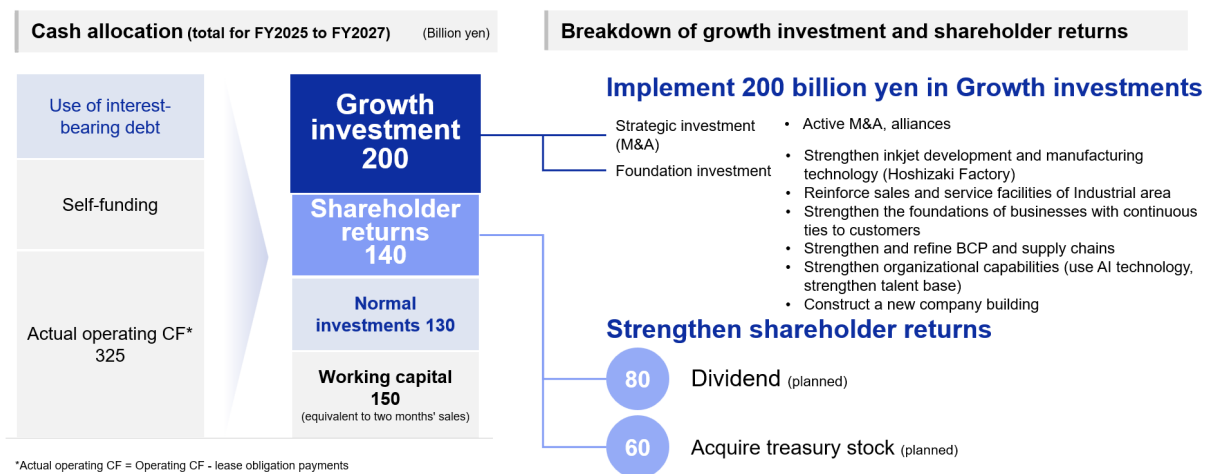 Cash allocation (total for FY2025 to FY2027) (Billion yen)
Use of interest-
bearing debt
Self-funding
Actual operating CF*
325
Growth
investment
200
Shareholder
returns
140
Normal
investments 130
Working capital
150
(equivalent to two months' sales)
*Actual operating CF = Operating CF - lease obligation payments
Breakdown of growth investment and shareholder returns
Implement 200 billion yen in Growth investments
Strategic investment
(M&A)
• Active M&A, alliances
Foundation investment
• Strengthen inkjet development and manufacturing
technology (Hoshizaki Factory)
• Reinforce sales and service facilities of Industrial area
• Strengthen the foundations of businesses with continuous
ties to customers
• Strengthen and refine BCP and supply chains
• Strengthen organizational capabilities (use AI technology,
strengthen talent base)
• Construct a new company building
Strengthen shareholder returns
80 Dividend (planned)
60 Acquire treasury stock (planned)